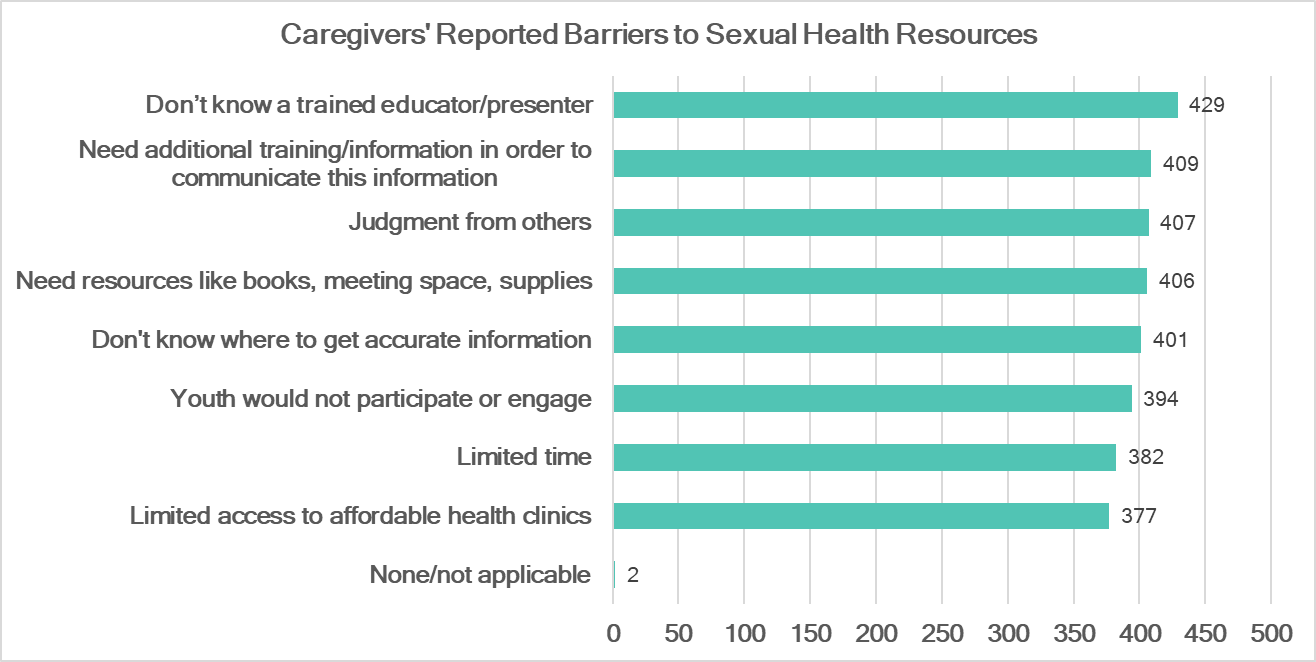 Caregivers' Reported Barriers to Sexual Health Resources
Don’t know a trained educator/presenter
429
Need additional training/information in order to
communicate this information
409
Judgment from others
407
Need resources like books, meeting space, supplies
406
Don't know where to get accurate information
401
Youth would not participate or engage
394
Limited time
382
Limited access to affordable health clinics
377
None/not applicable
2
0 50 100 150 200 250 300 350 400 450 500